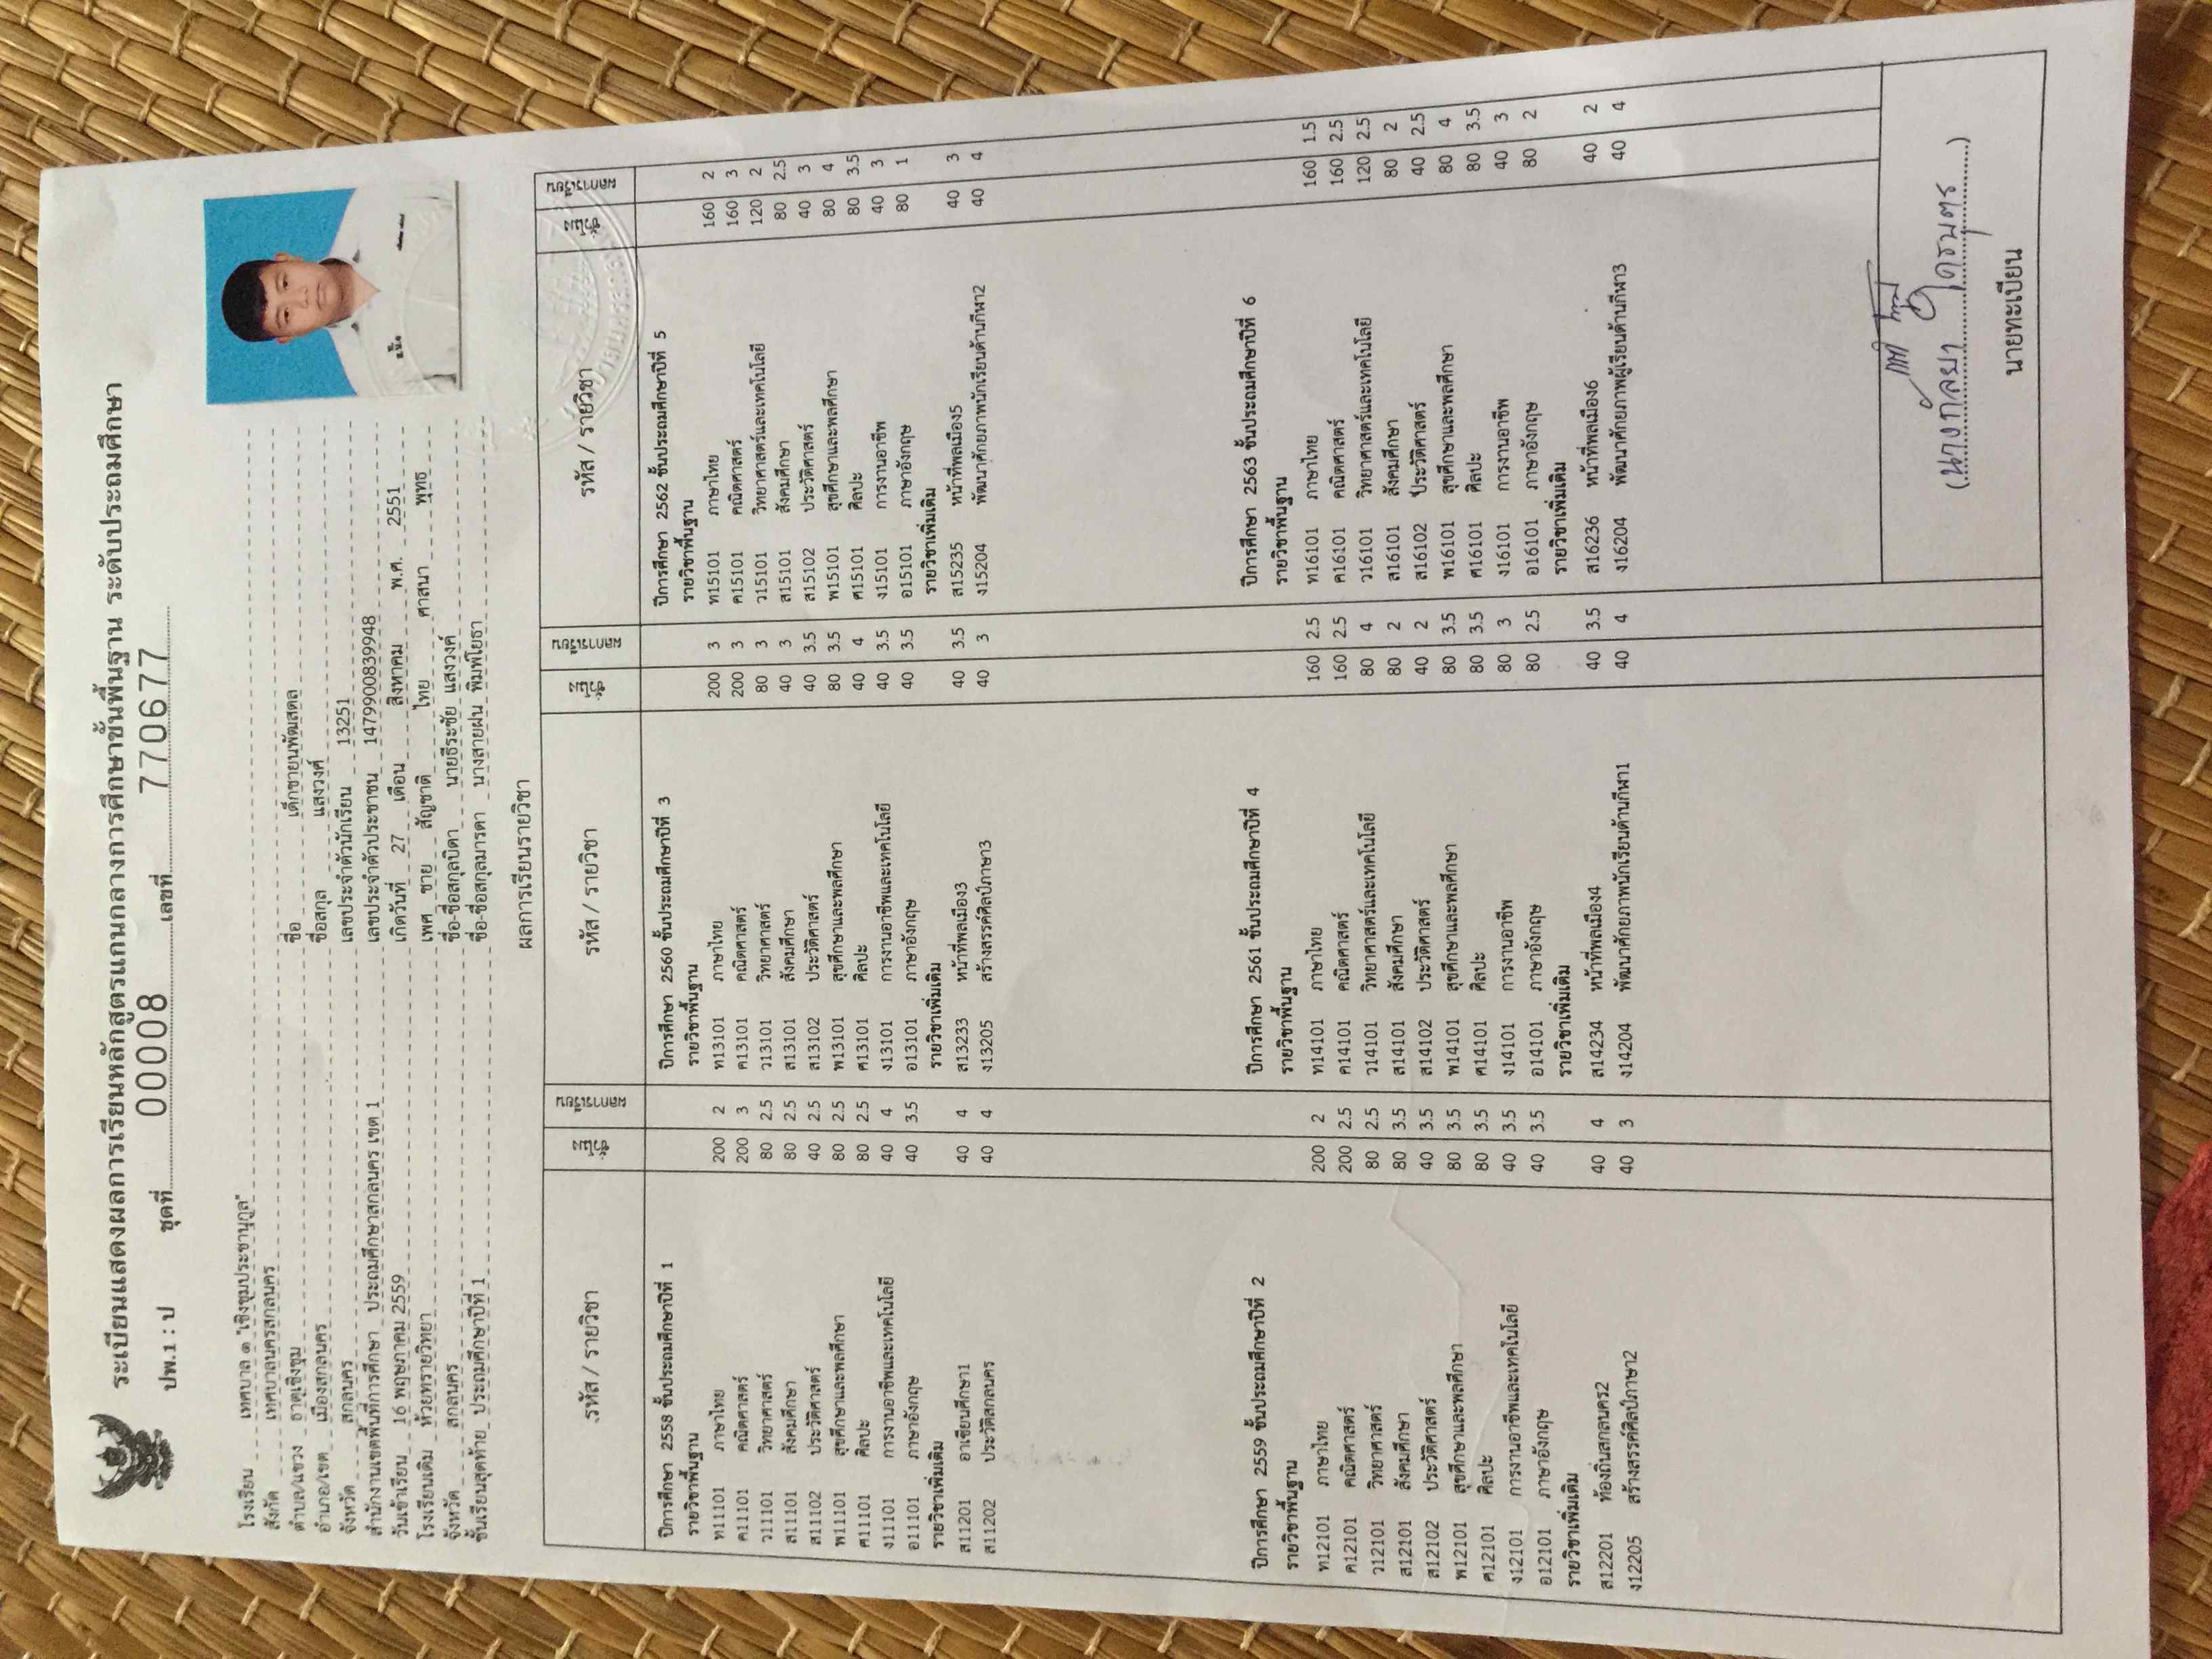 ระเบียนแสดงผลการเรียนหลักสูตรแกนกลางการศึกษาขั้นพื้นฐาน ระดับประถมศึกษา
ปพ.1 : ป ชุดที่ 00008 เลขที่ 770677
โรงเรียน เทศบาล ๑ "เชิงชุมประชานุกูล"
สังกัด เทศบาลนครสกลนคร
ตำบล/แขวง ธาตุเชิงชุม
อำเภอ/เขต เมืองสกลนคร
จังหวัด สกลนคร
สำนักงานเขตพื้นที่การศึกษา ประถมศึกษาสกลนคร เขต 1
วันเข้าเรียน 16 พฤษภาคม 2559
โรงเรียนเดิม ห้วยทรายวิทยา
จังหวัด สกลนคร
ชั้นเรียนสุดท้าย ประถมศึกษาปีที่ 1
ชื่อ เด็กชายนพัฒสดล
ชื่อสกุล แสงวงค์
เลขประจำตัวนักเรียน 13251
เลขประจำตัวประชาชน 1479900839948
เกิดวันที่ 27 เดือน สิงหาคม พ.ศ. 2551
เพศ ชาย สัญชาติ ไทย ศาสนา พุทธ
ชื่อ-ชื่อสกุลบิดา นายธีระชัย แสงวงค์
ชื่อ-ชื่อสกุลมารดา นางสายฝน พิมพ์โยธา
ผลการเรียนรายวิชา
รหัส / รายวิชา ชั่วโมง ผลการเรียน
ปีการศึกษา 2558 ชั้นประถมศึกษาปีที่ 1
รายวิชาพื้นฐาน
ท11101 ภาษาไทย 200 2
ค11101 คณิตศาสตร์ 200 3
ว11101 วิทยาศาสตร์ 80 2.5
ส11101 สังคมศึกษา 80 2.5
ส11102 ประวัติศาสตร์ 40 2.5
พ11101 สุขศึกษาและพลศึกษา 80 2.5
ศ11101 ศิลปะ 80 2.5
ง11101 การงานอาชีพและเทคโนโลยี 40 4
อ11101 ภาษาอังกฤษ 40 3.5
รายวิชาเพิ่มเติม
ส11201 อาเซียนศึกษา1 40 4
ส11202 ประวัติสกลนคร 40 4
ปีการศึกษา 2559 ชั้นประถมศึกษาปีที่ 2
รายวิชาพื้นฐาน
ท12101 ภาษาไทย 200 2
ค12101 คณิตศาสตร์ 200 2.5
ว12101 วิทยาศาสตร์ 80 2.5
ส12101 สังคมศึกษา 80 3.5
ส12102 ประวัติศาสตร์ 40 3.5
พ12101 สุขศึกษาและพลศึกษา 80 3.5
ศ12101 ศิลปะ 80 3.5
ง12101 การงานอาชีพและเทคโนโลยี 40 3.5
อ12101 ภาษาอังกฤษ 40 3.5
รายวิชาเพิ่มเติม
ส12201 ท้องถิ่นสกลนคร2 40 4
ง12205 สร้างสรรค์ศิลป์ภาษา2 40 3
รหัส / รายวิชา ชั่วโมง ผลการเรียน
ปีการศึกษา 2560 ชั้นประถมศึกษาปีที่ 3
รายวิชาพื้นฐาน
ท13101 ภาษาไทย 200 3
ค13101 คณิตศาสตร์ 200 3
ว13101 วิทยาศาสตร์ 80 3
ส13101 สังคมศึกษา 40 3
ส13102 ประวัติศาสตร์ 40 3.5
พ13101 สุขศึกษาและพลศึกษา 80 3.5
ศ13101 ศิลปะ 40 4
ง13101 การงานอาชีพและเทคโนโลยี 40 3.5
อ13101 ภาษาอังกฤษ 40 3.5
รายวิชาเพิ่มเติม
ส13233 หน้าที่พลเมือง3 40 3.5
ง13205 สร้างสรรค์ศิลป์ภาษา3 40 3
ปีการศึกษา 2561 ชั้นประถมศึกษาปีที่ 4
รายวิชาพื้นฐาน
ท14101 ภาษาไทย 160 2.5
ค14101 คณิตศาสตร์ 160 2.5
ว14101 วิทยาศาสตร์และเทคโนโลยี 80 4
ส14101 สังคมศึกษา 80 2
ส14102 ประวัติศาสตร์ 40 2
พ14101 สุขศึกษาและพลศึกษา 80 3.5
ศ14101 ศิลปะ 80 3.5
ง14101 การงานอาชีพ 80 3
อ14101 ภาษาอังกฤษ 80 2.5
รายวิชาเพิ่มเติม
ส14234 หน้าที่พลเมือง4 40 3.5
ง14204 พัฒนาศักยภาพนักเรียนด้านกีฬา1 40 4
รหัส / รายวิชา ชั่วโมง ผลการเรียน
ปีการศึกษา 2562 ชั้นประถมศึกษาปีที่ 5
รายวิชาพื้นฐาน
ท15101 ภาษาไทย 160 2
ค15101 คณิตศาสตร์ 160 3
ว15101 วิทยาศาสตร์และเทคโนโลยี 120 2
ส15101 สังคมศึกษา 80 2.5
ส15102 ประวัติศาสตร์ 40 3
พ15101 สุขศึกษาและพลศึกษา 80 4
ศ15101 ศิลปะ 80 3.5
ง15101 การงานอาชีพ 40 3
อ15101 ภาษาอังกฤษ 80 1
รายวิชาเพิ่มเติม
ส15235 หน้าที่พลเมือง5 40 3
ง15204 พัฒนาศักยภาพนักเรียนด้านกีฬา2 40 4
ปีการศึกษา 2563 ชั้นประถมศึกษาปีที่ 6
รายวิชาพื้นฐาน
ท16101 ภาษาไทย 160 1.5
ค16101 คณิตศาสตร์ 160 2.5
ว16101 วิทยาศาสตร์และเทคโนโลยี 120 2.5
ส16101 สังคมศึกษา 80 2
ส16102 ประวัติศาสตร์ 40 2.5
พ16101 สุขศึกษาและพลศึกษา 80 4
ศ16101 ศิลปะ 80 3.5
ง16101 การงานอาชีพ 40 3
อ16101 ภาษาอังกฤษ 80 2
รายวิชาเพิ่มเติม
ส16236 หน้าที่พลเมือง6 40 2
ง16204 พัฒนาศักยภาพผู้เรียนด้านกีฬา3 40 4
(นางกัลยา ดรบุตร)
นายทะเบียน